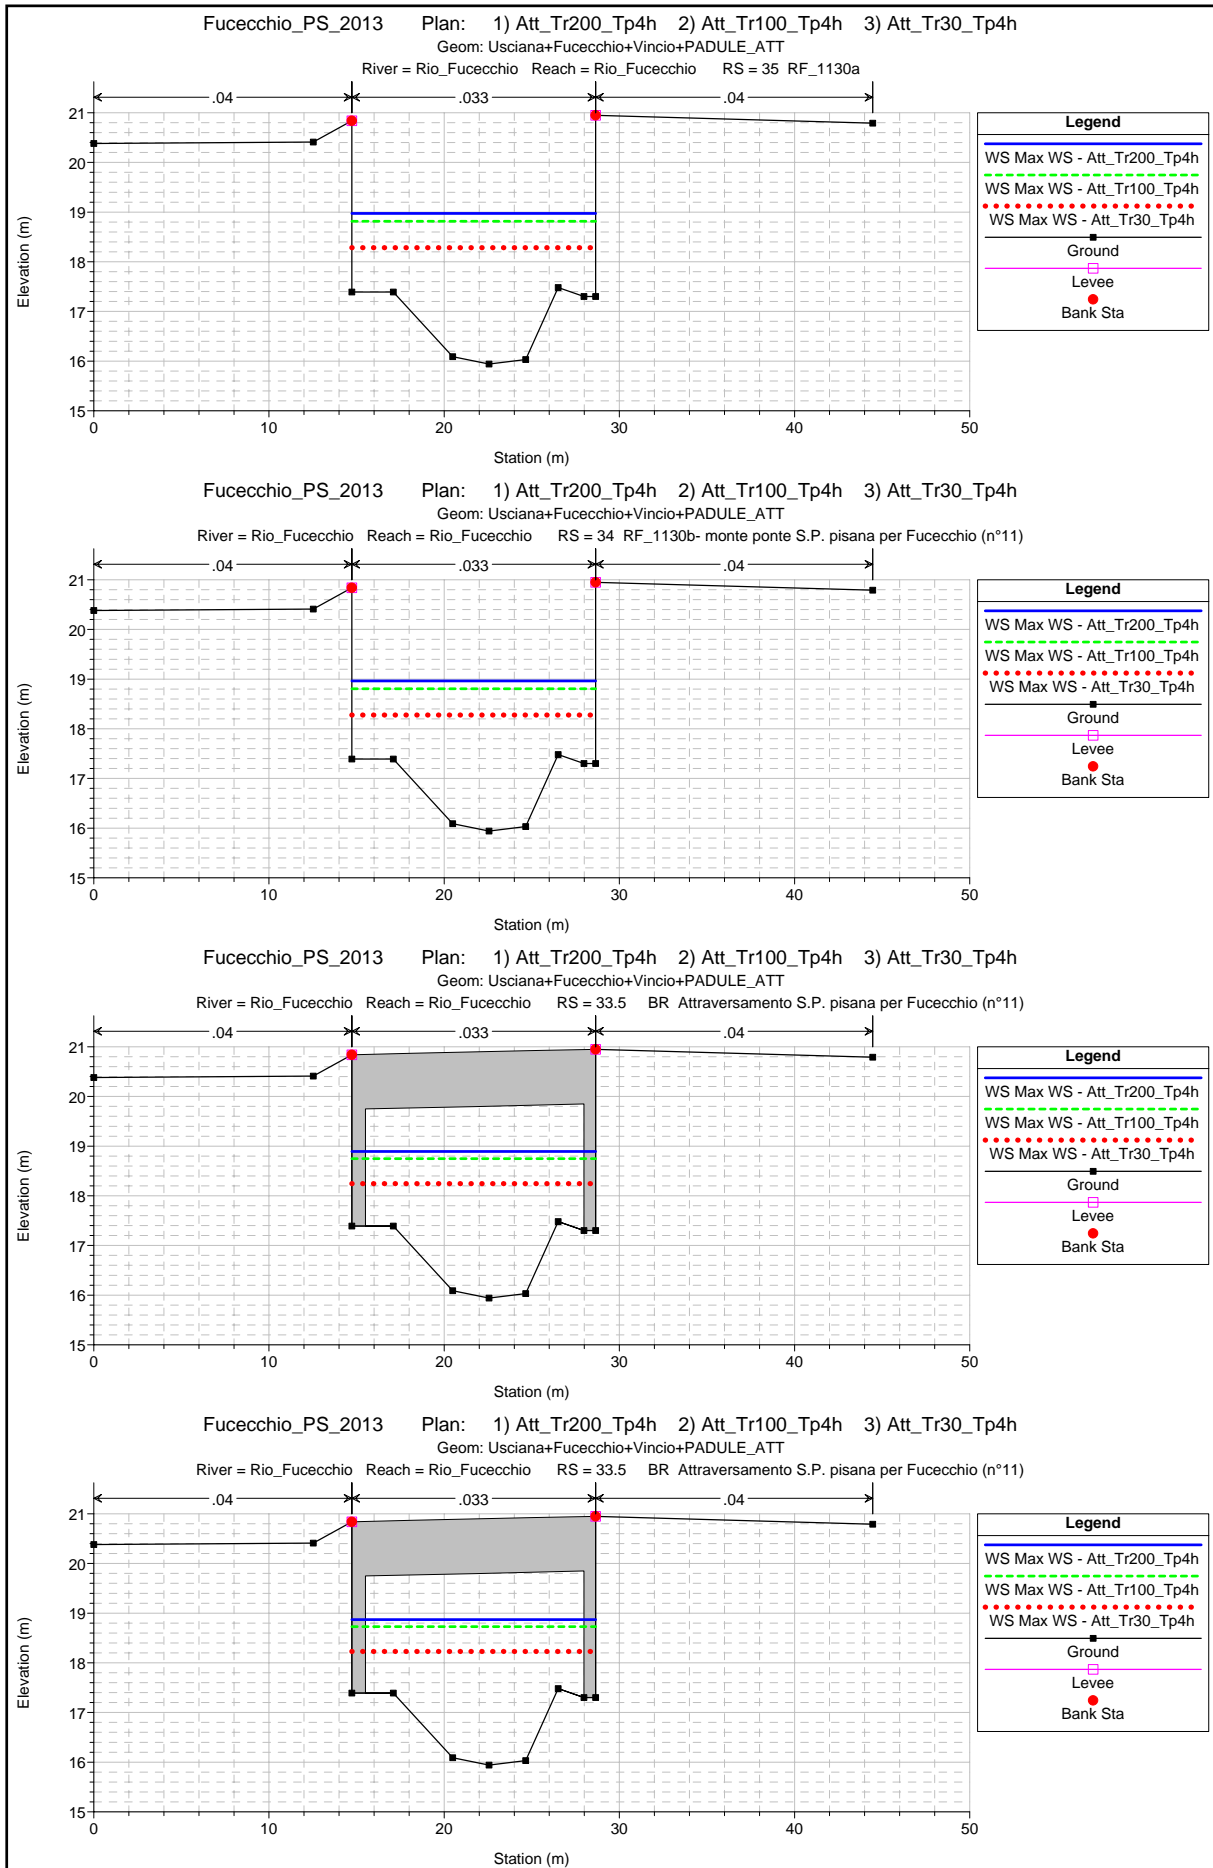 Fucecchio_PS_2013 Plan: 1) Att_Tr200_Tp4h 2) Att_Tr100_Tp4h 3) Att_Tr30_Tp4h
Geom: Usciana+Fucecchio+Vincio+PADULE_ATT
River = Rio_Fucecchio Reach = Rio_Fucecchio RS = 35 RF_1130a
.04 .033 .04
21
20
19
18
17
16
15
Elevation (m)
0 10 20 30 40 50
Station (m)
Legend
WS Max WS - Att_Tr200_Tp4h
WS Max WS - Att_Tr100_Tp4h
WS Max WS - Att_Tr30_Tp4h
Ground
Levee
Bank Sta
Fucecchio_PS_2013 Plan: 1) Att_Tr200_Tp4h 2) Att_Tr100_Tp4h 3) Att_Tr30_Tp4h
Geom: Usciana+Fucecchio+Vincio+PADULE_ATT
River = Rio_Fucecchio Reach = Rio_Fucecchio RS = 34 RF_1130b- monte ponte S.P. pisana per Fucecchio (n°11)
.04 .033 .04
21
20
19
18
17
16
15
Elevation (m)
0 10 20 30 40 50
Station (m)
Legend
WS Max WS - Att_Tr200_Tp4h
WS Max WS - Att_Tr100_Tp4h
WS Max WS - Att_Tr30_Tp4h
Ground
Levee
Bank Sta
Fucecchio_PS_2013 Plan: 1) Att_Tr200_Tp4h 2) Att_Tr100_Tp4h 3) Att_Tr30_Tp4h
Geom: Usciana+Fucecchio+Vincio+PADULE_ATT
River = Rio_Fucecchio Reach = Rio_Fucecchio RS = 33.5 BR Attraversamento S.P. pisana per Fucecchio (n°11)
.04 .033 .04
21
20
19
18
17
16
15
Elevation (m)
0 10 20 30 40 50
Station (m)
Legend
WS Max WS - Att_Tr200_Tp4h
WS Max WS - Att_Tr100_Tp4h
WS Max WS - Att_Tr30_Tp4h
Ground
Levee
Bank Sta
Fucecchio_PS_2013 Plan: 1) Att_Tr200_Tp4h 2) Att_Tr100_Tp4h 3) Att_Tr30_Tp4h
Geom: Usciana+Fucecchio+Vincio+PADULE_ATT
River = Rio_Fucecchio Reach = Rio_Fucecchio RS = 33.5 BR Attraversamento S.P. pisana per Fucecchio (n°11)
.04 .033 .04
21
20
19
18
17
16
15
Elevation (m)
0 10 20 30 40 50
Station (m)
Legend
WS Max WS - Att_Tr200_Tp4h
WS Max WS - Att_Tr100_Tp4h
WS Max WS - Att_Tr30_Tp4h
Ground
Levee
Bank Sta